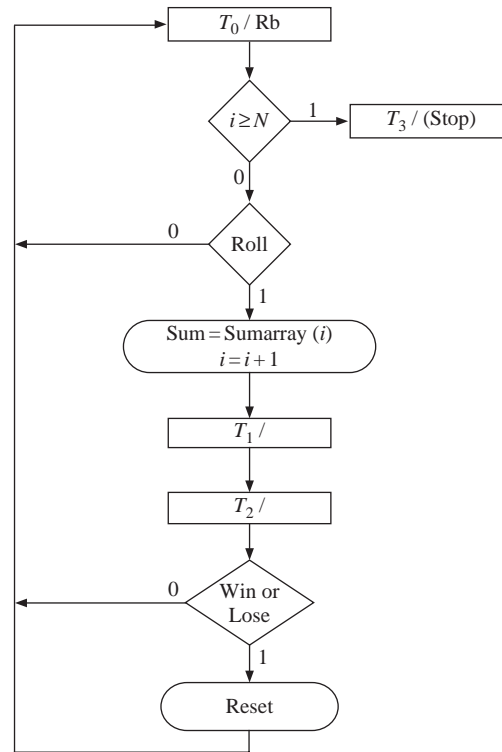 T₀ / Rb
i ≥ N
1
T₃ / (Stop)
0
0
Roll
1
Sum = Sumarray (i)
i = i + 1
T₁ /
T₂ /
0
Win or
Lose
1
Reset